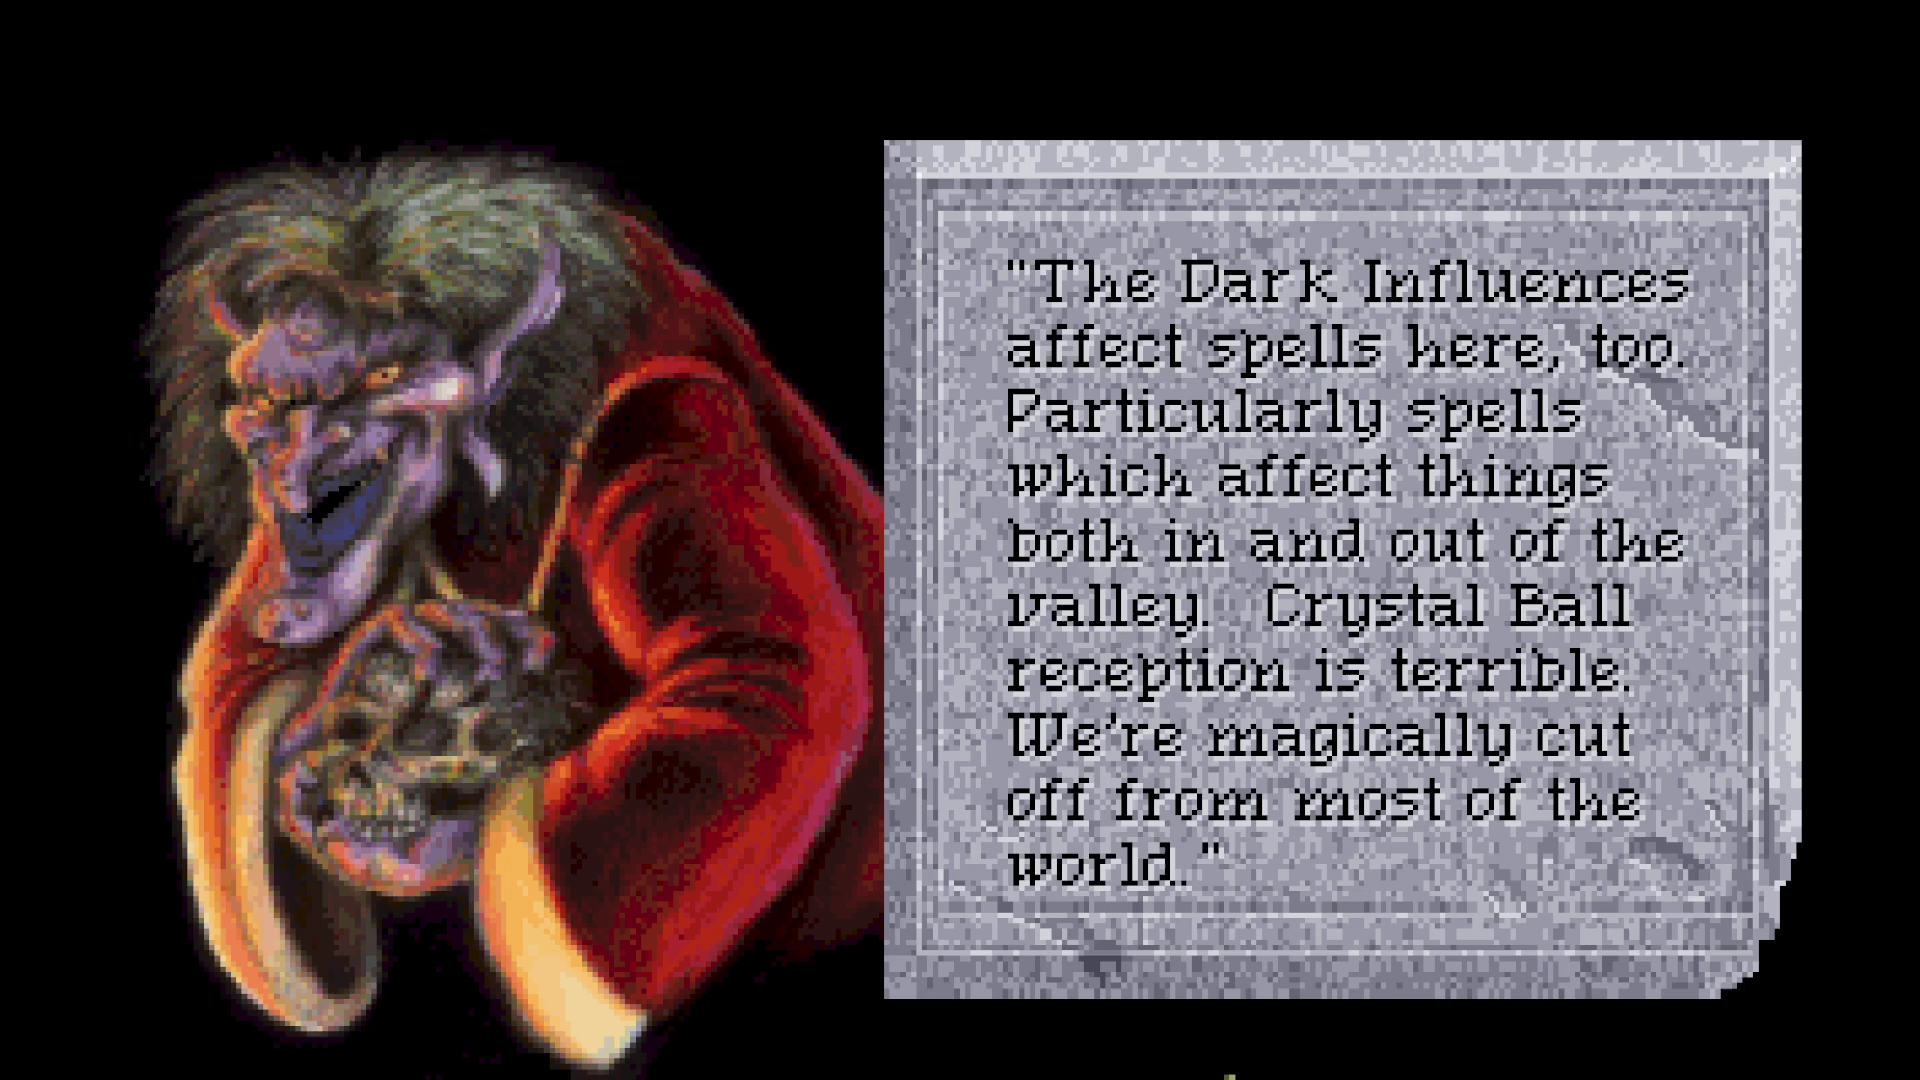 "The Dark Influences
affect spells here, too.
Particularly spells
which affect things
both in and out of the
valley.  Crystal Ball
reception is terrible.
We're magically cut
off from most of the
world."